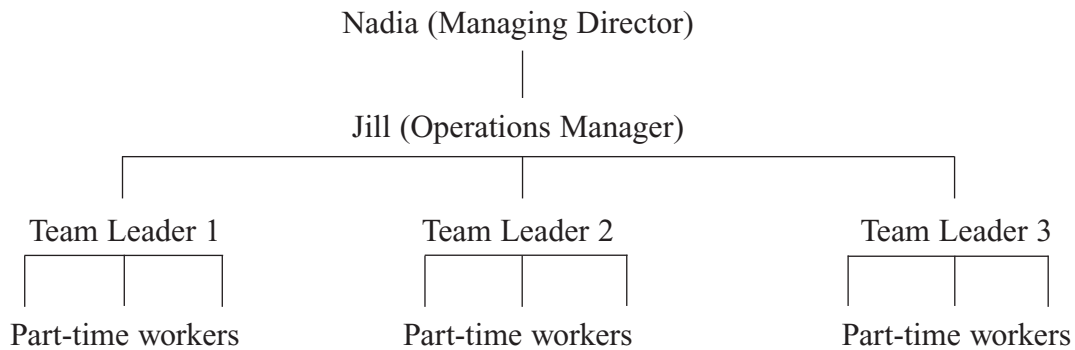 Nadia (Managing Director)
Jill (Operations Manager)
Team Leader 1 Team Leader 2 Team Leader 3
Part-time workers Part-time workers Part-time workers